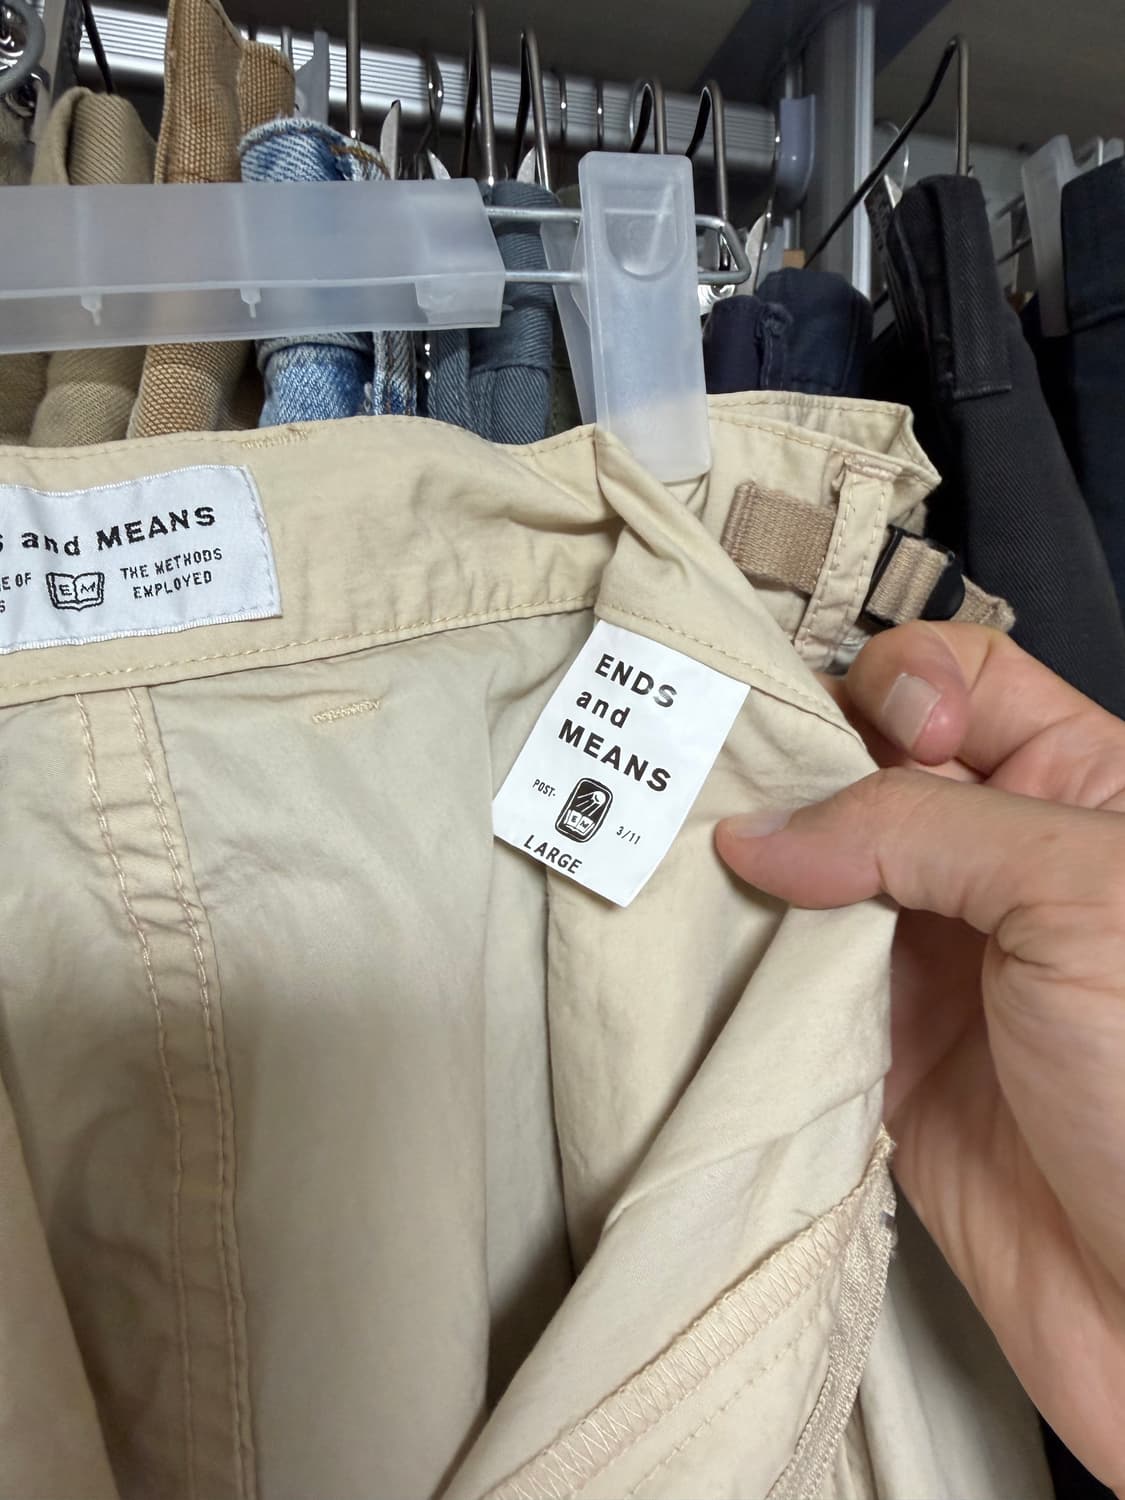 and MEANS
E OF
THE METHODS
EMPLOYED
E M
ENDS
and
MEANS
POST-
3/11
E M
LARGE